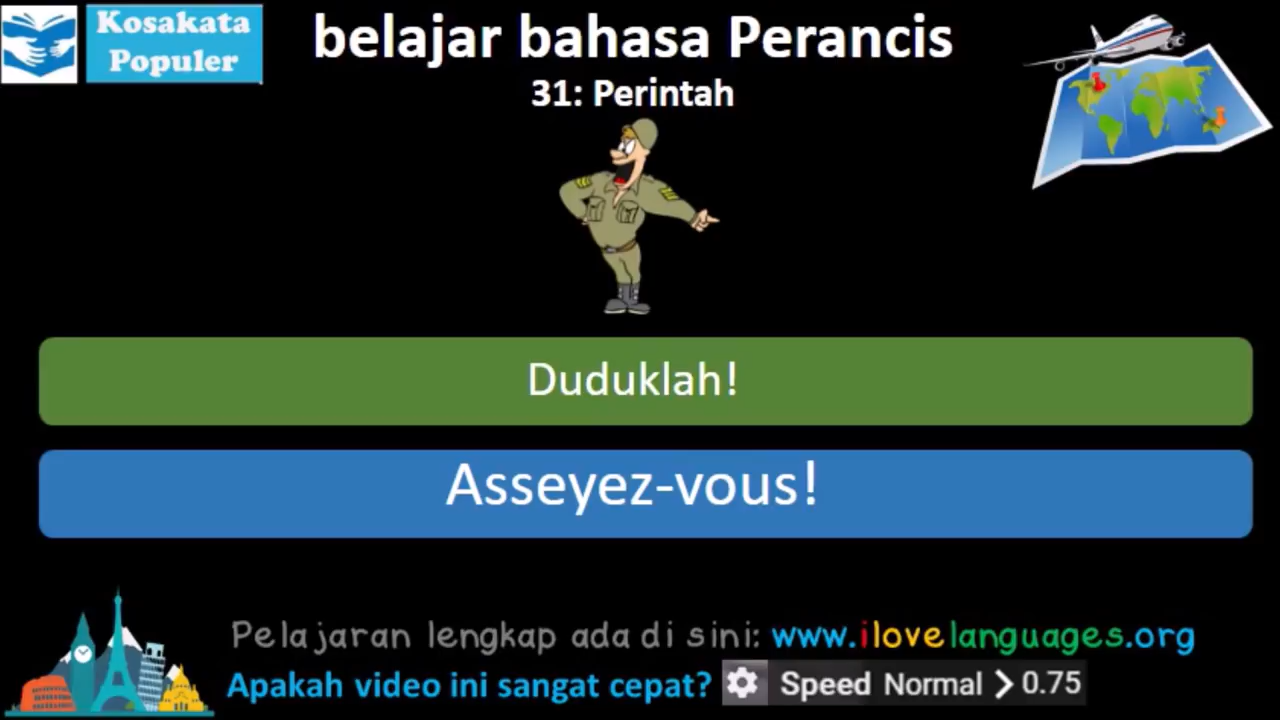 Kosakata
Populer
belajar bahasa Perancis
31: Perintah
Duduklah!
Asseyez-vous!
Pelajaran lengkap ada di sini: www.ilovelanguages.org
Apakah video ini sangat cepat? Speed Normal > 0.75